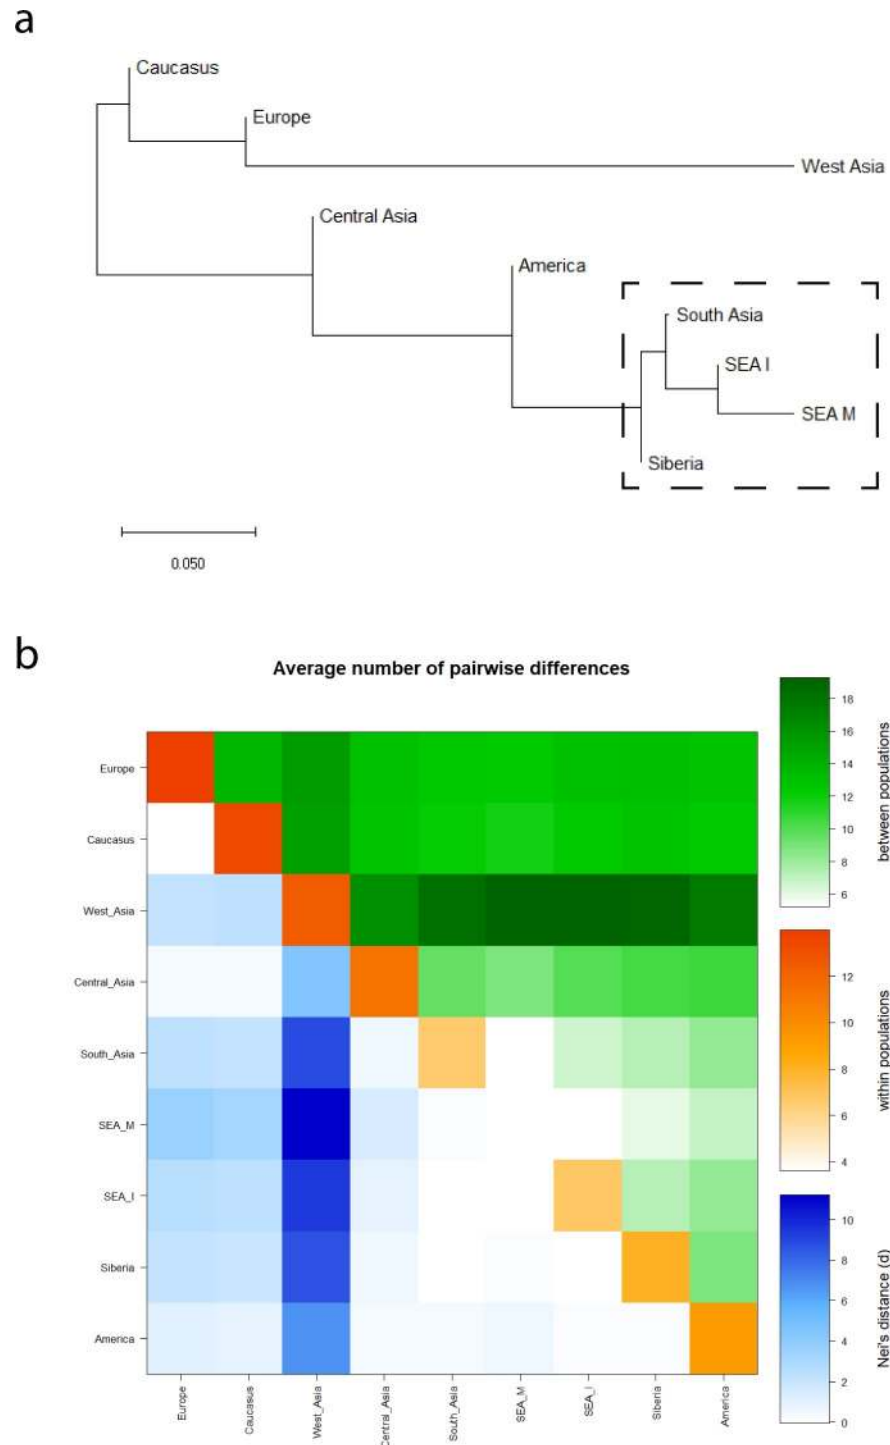 a
Caucasus
Europe
West Asia
Central Asia
America
South Asia
SEA I
SEA M
Siberia
0.050
b
Average number of pairwise differences
Europe
Caucasus
West_Asia
Central_Asia
South_Asia
SEA_M
SEA_I
Siberia
America
Europe
Caucasus
West_Asia
Central_Asia
South_Asia
SEA_M
SEA_I
Siberia
America
18
16
14
12
10
8
6
between populations
12
10
8
6
4
within populations
10
8
6
4
2
0
Nei's distance (d)